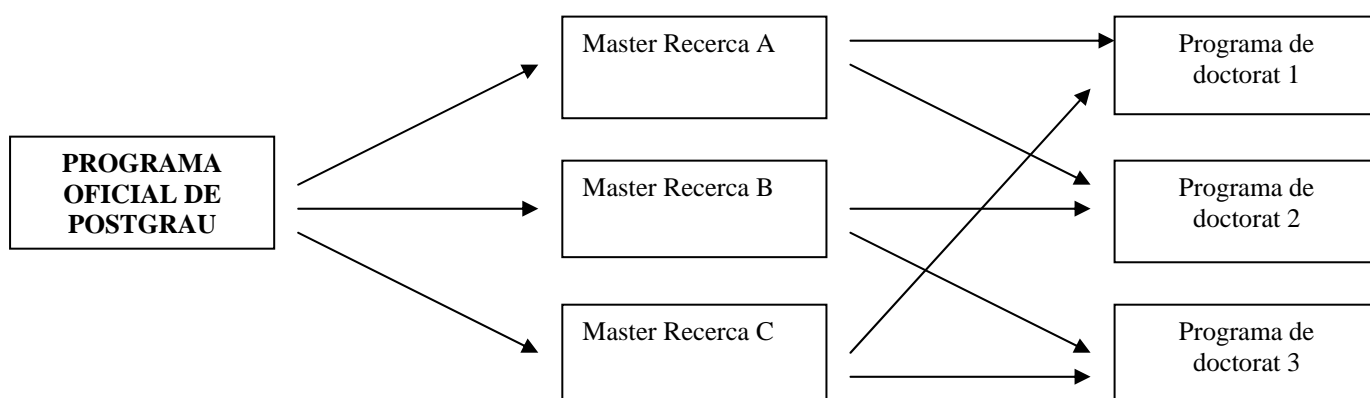 PROGRAMA
OFICIAL DE
POSTGRAU
Master Recerca A
Master Recerca B
Master Recerca C
Programa de
doctorat 1
Programa de
doctorat 2
Programa de
doctorat 3